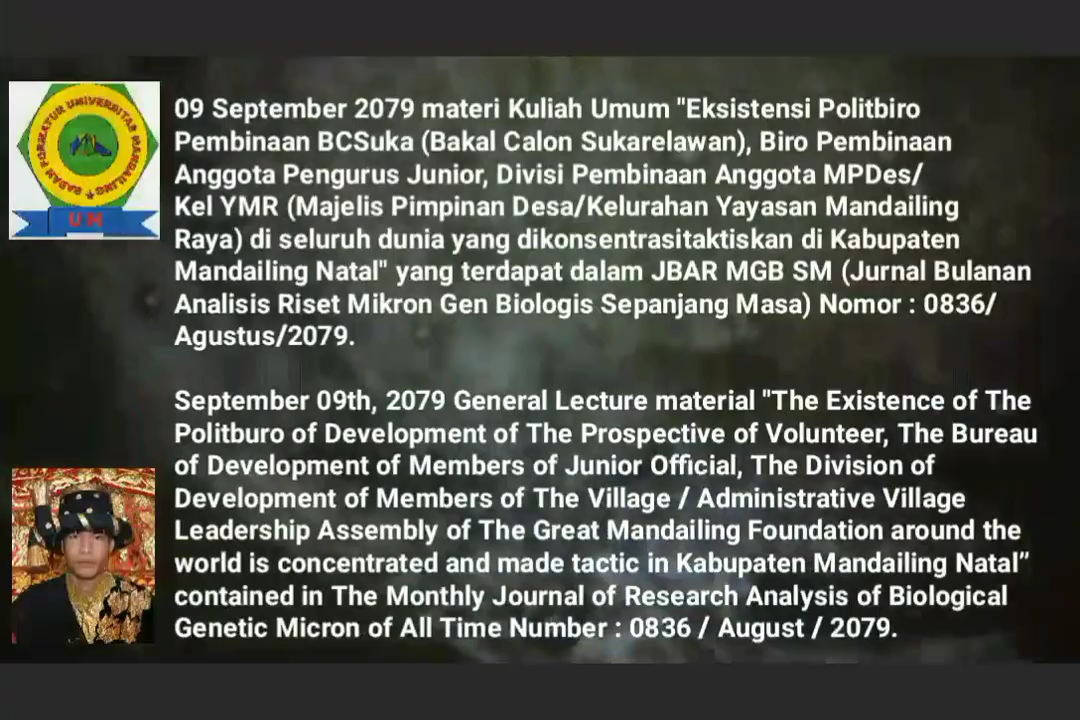 BADAN FORMATUR UNIVERSITAS MANDAILING
UM
09 September 2079 materi Kuliah Umum "Eksistensi Politbiro
Pembinaan BCSuka (Bakal Calon Sukarelawan), Biro Pembinaan
Anggota Pengurus Junior, Divisi Pembinaan Anggota MPDes/
Kel YMR (Majelis Pimpinan Desa/Kelurahan Yayasan Mandailing
Raya) di seluruh dunia yang dikonsentrasitaktiskan di Kabupaten
Mandailing Natal" yang terdapat dalam JBAR MGB SM (Jurnal Bulanan
Analisis Riset Mikron Gen Biologis Sepanjang Masa) Nomor : 0836/
Agustus/2079.
September 09th, 2079 General Lecture material "The Existence of The
Politburo of Development of The Prospective of Volunteer, The Bureau
of Development of Members of Junior Official, The Division of
Development of Members of The Village / Administrative Village
Leadership Assembly of The Great Mandailing Foundation around the
world is concentrated and made tactic in Kabupaten Mandailing Natal”
contained in The Monthly Journal of Research Analysis of Biological
Genetic Micron of All Time Number : 0836 / August / 2079.